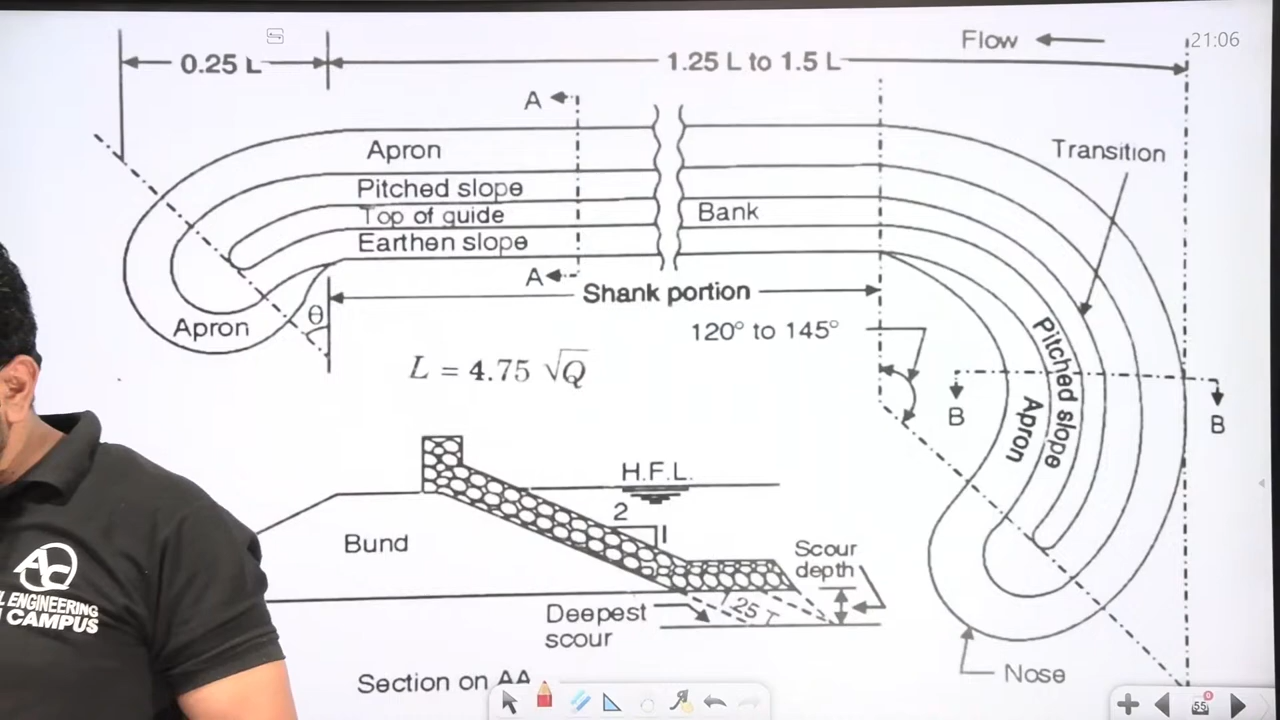 0.25 L
1.25 L to 1.5 L
Flow
21:06
A
Apron
Transition
Pitched slope
Top of guide
Bank
Earthen slope
A
Shank portion
θ
Apron
120° to 145°
L = 4.75 √Q
Pitched slope
Apron
B
B
H.F.L.
2
1
Bund
Scour
depth
1.25 T
Deepest
scour
Nose
Section on AA
ENGINEERING
CAMPUS
55